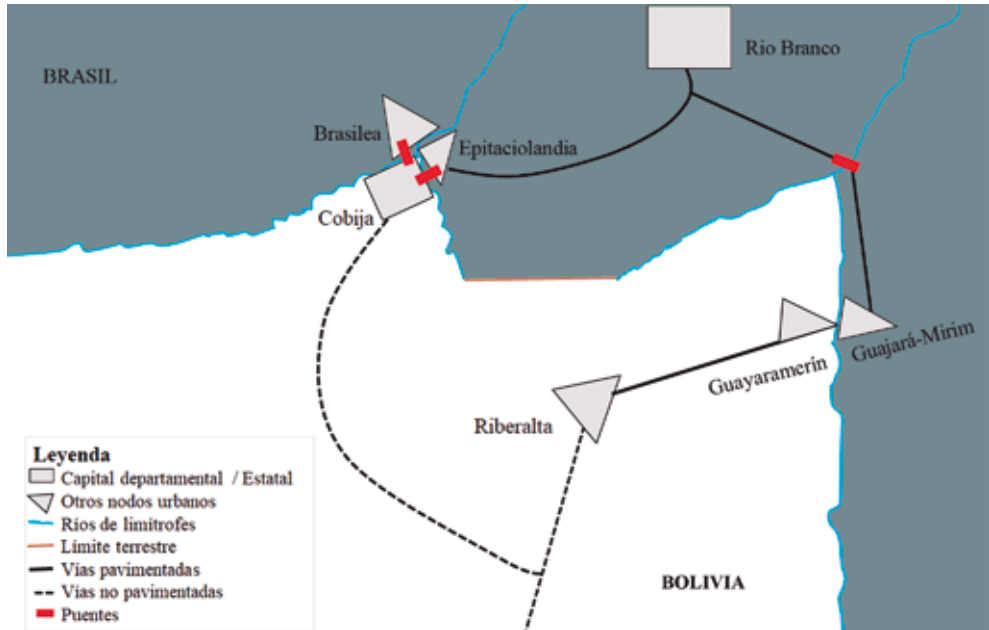 Rio Branco
BRASIL
Brasilea
Epitaciolandia
Cobija
Guajará-Mirim
Guayaramerín
Riberalta
Leyenda
Capital departamental / Estatal
Otros nodos urbanos
Ríos de limítrofes
Límite terrestre
Vías pavimentadas
Vías no pavimentadas
Puentes
BOLIVIA